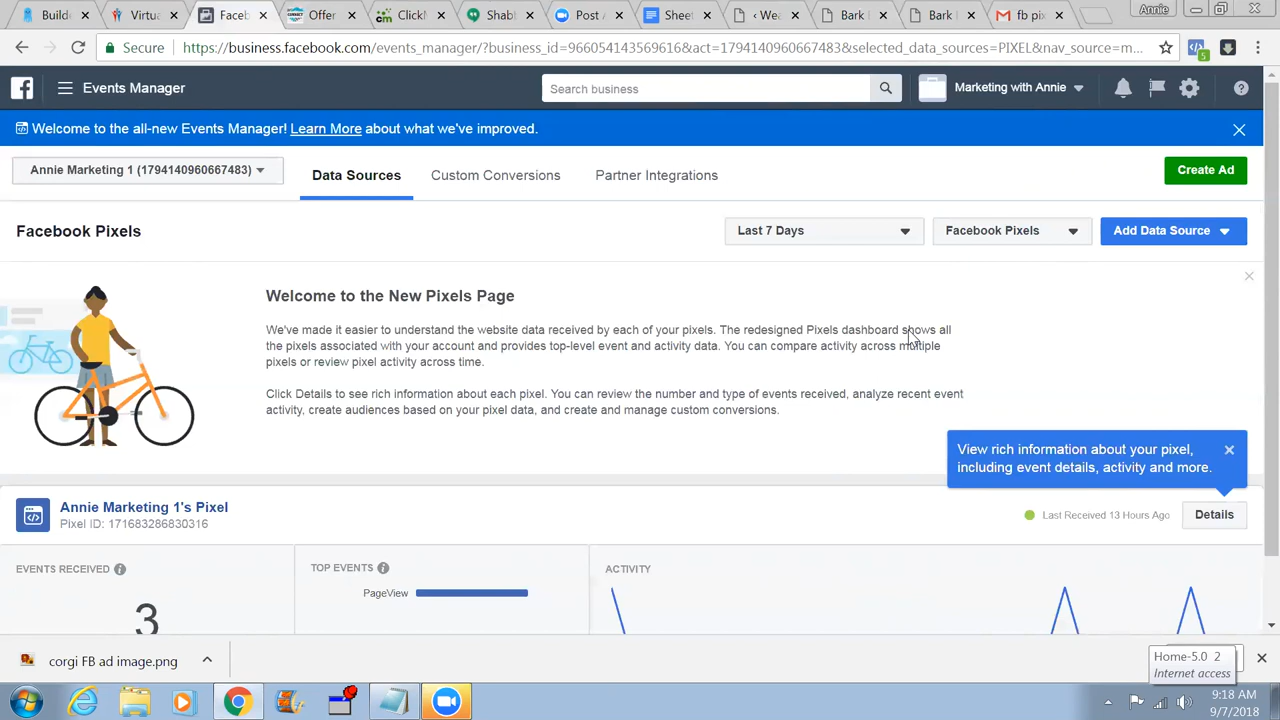 Builde
Virtua
Faceb
Offer
ClickM
Shabl
Post A
Sheet
< Wec
Bark
Bark
fb pix
Annie
Secure
https://business.facebook.com/events_manager/?business_id=966054143569616&act=1794140960667483&selected_data_sources=PIXEL&nav_source=m...
5
Events Manager
Search business
Marketing with Annie
Welcome to the all-new Events Manager! Learn More about what we've improved.
Annie Marketing 1 (1794140960667483)
Data Sources
Custom Conversions
Partner Integrations
Create Ad
Facebook Pixels
Last 7 Days
Facebook Pixels
Add Data Source
Welcome to the New Pixels Page
We've made it easier to understand the website data received by each of your pixels. The redesigned Pixels dashboard shows all
the pixels associated with your account and provides top-level event and activity data. You can compare activity across multiple
pixels or review pixel activity across time.
Click Details to see rich information about each pixel. You can review the number and type of events received, analyze recent event
activity, create audiences based on your pixel data, and create and manage custom conversions.
View rich information about your pixel,
including event details, activity and more.
Annie Marketing 1's Pixel
Pixel ID: 171683286830316
Last Received 13 Hours Ago
Details
EVENTS RECEIVED
3
TOP EVENTS
PageView
ACTIVITY
corgi FB ad image.png
Home-5.0 2
Internet access
9:18 AM
9/7/2018